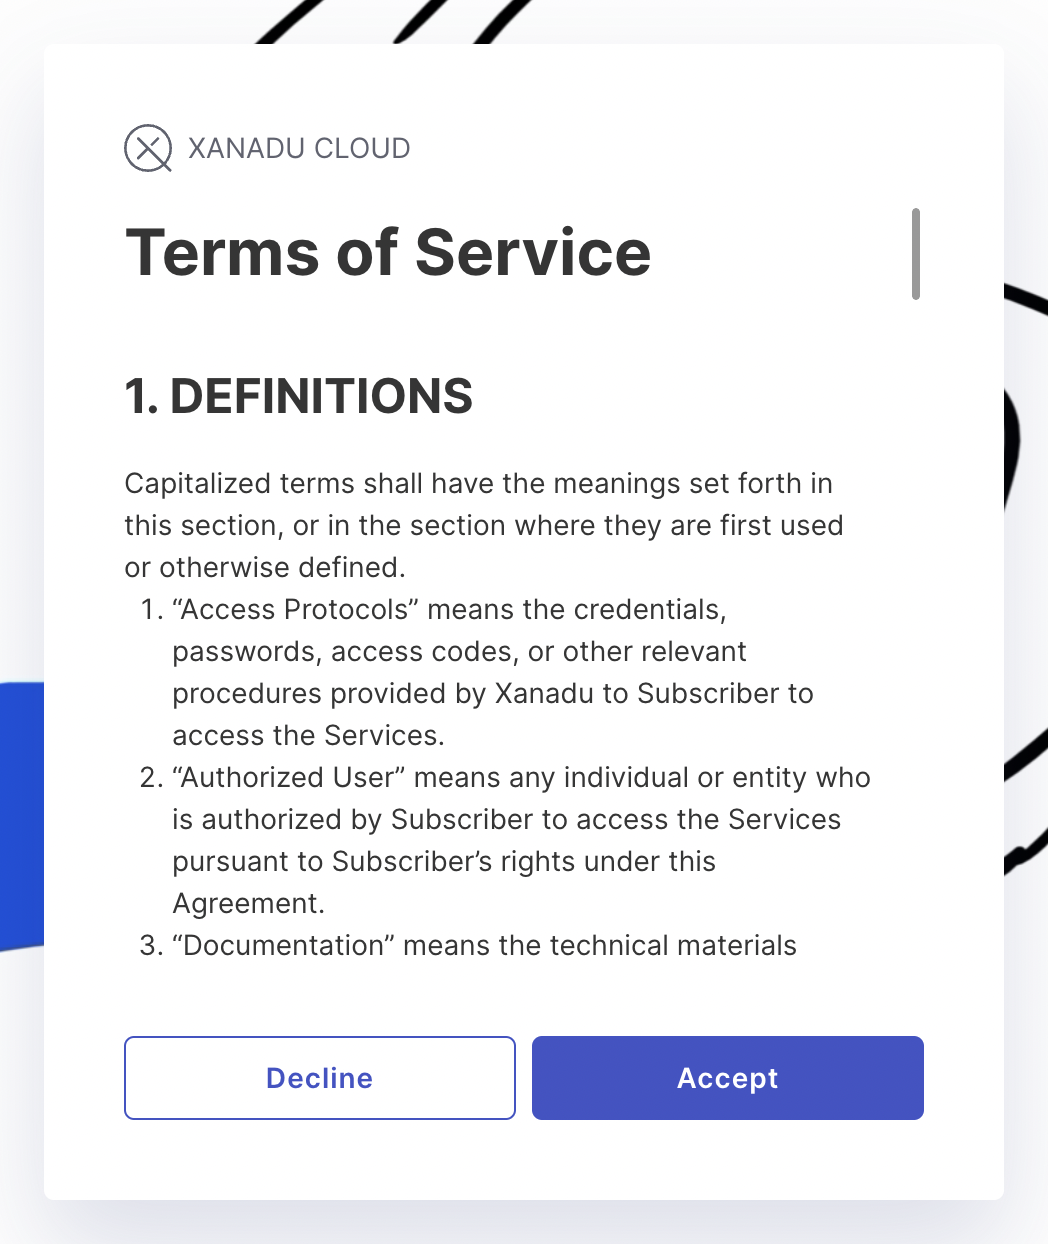 XANADU CLOUD
Terms of Service
1. DEFINITIONS
Capitalized terms shall have the meanings set forth in
this section, or in the section where they are first used
or otherwise defined.
1. “Access Protocols” means the credentials,
passwords, access codes, or other relevant
procedures provided by Xanadu to Subscriber to
access the Services.
2. “Authorized User” means any individual or entity who
is authorized by Subscriber to access the Services
pursuant to Subscriber’s rights under this
Agreement.
3. “Documentation” means the technical materials
Decline
Accept